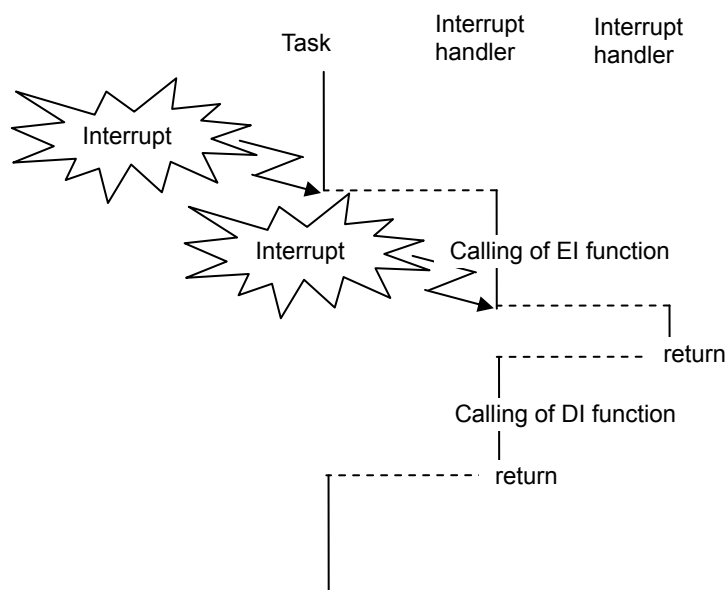 Task
Interrupt
handler
Interrupt
handler
Interrupt
Interrupt
Calling of EI function
return
Calling of DI function
return